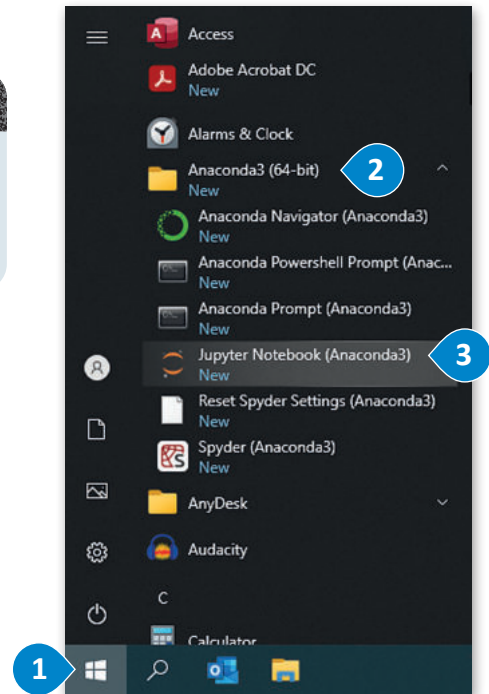 Access
Adobe Acrobat DC
New
Alarms & Clock
Anaconda3 (64-bit)
2
New
Anaconda Navigator (Anaconda3)
New
Anaconda Powershell Prompt (Anac...
New
Anaconda Prompt (Anaconda3)
New
Jupyter Notebook (Anaconda3)
3
New
Reset Spyder Settings (Anaconda3)
New
Spyder (Anaconda3)
New
AnyDesk
Audacity
C
Calculator
1